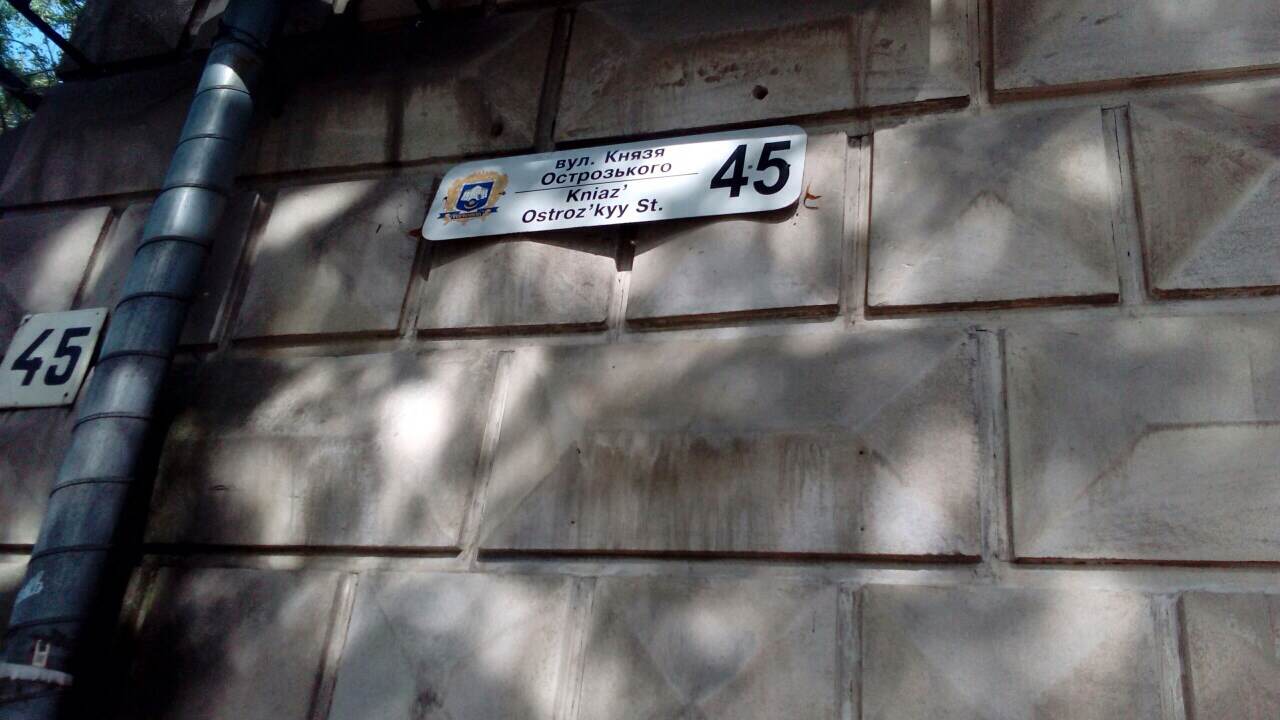 вул. Князя
Острозького
Kniaz'
Ostroz'kyy St.
45
45